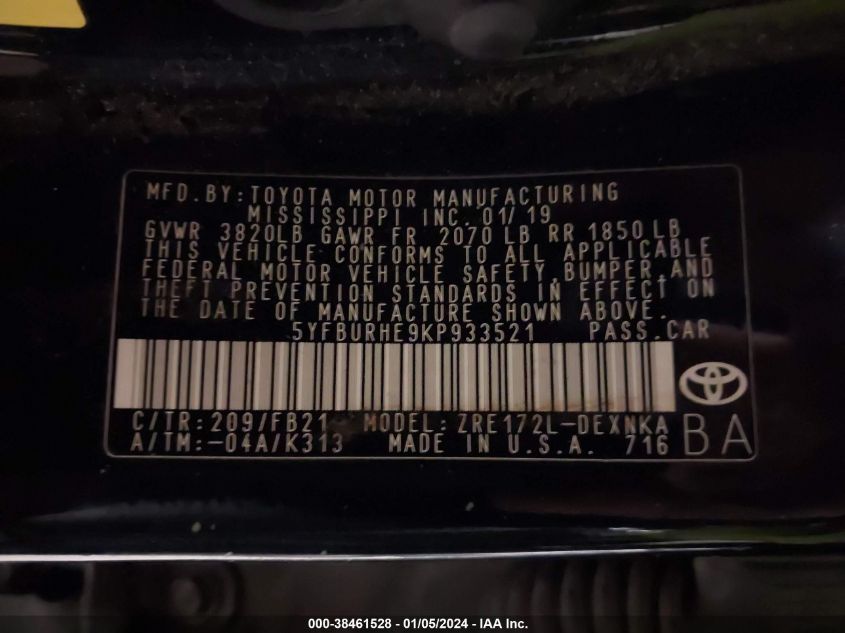 MFD.BY:TOYOTA MOTOR MANUFACTURING
MISSISSIPPI INC. 01/19
GVWR 3820LB GAWR FR 2070 LB RR 1850 LB
THIS VEHICLE CONFORMS TO ALL APPLICABLE
FEDERAL MOTOR VEHICLE SAFETY,BUMPER,AND
THEFT PREVENTION STANDARDS IN EFFECT ON
THE DATE OF MANUFACTURE SHOWN ABOVE.
5YFBURHE9KP933521 PASS.CAR
C/TR:209/FB21 MODEL:ZRE172L-DEXNKA
A/TM:-04A/K313 MADE IN U.S.A. 716
BA
000-38461528 - 01/05/2024 - IAA Inc.